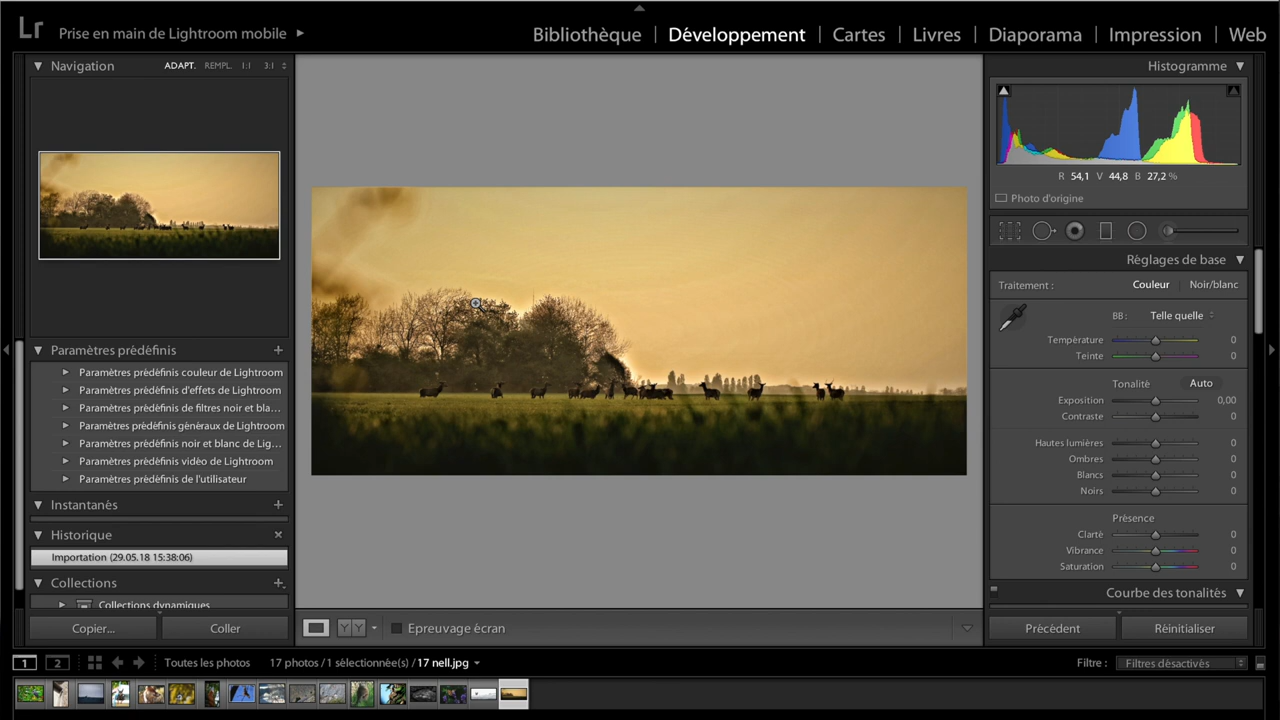 Lr Prise en main de Lightroom mobile
Bibliothèque | Développement | Cartes | Livres | Diaporama | Impression | Web
Navigation ADAPT. REMPL. 1:1 3:1
Histogramme
R 54,1 V 44,8 B 27,2 %
Photo d'origine
Réglages de base
Traitement : Couleur Noir/blanc
BB : Telle quelle
Température 0
Teinte 0
Tonalité Auto
Exposition 0,00
Contraste 0
Hautes lumières 0
Ombres 0
Blancs 0
Noirs 0
Présence
Clarté 0
Vibrance 0
Saturation 0
Courbe des tonalités
Paramètres prédéfinis
Paramètres prédéfinis couleur de Lightroom
Paramètres prédéfinis d'effets de Lightroom
Paramètres prédéfinis de filtres noir et bla...
Paramètres prédéfinis généraux de Lightroom
Paramètres prédéfinis noir et blanc de Lig...
Paramètres prédéfinis vidéo de Lightroom
Paramètres prédéfinis de l'utilisateur
Instantanés
Historique
Importation (29.05.18 15:38:06)
Collections
Collections dynamiques
Copier... Coller
Y Y Epreuvage écran
Précédent Réinitialiser
1 2 Toutes les photos 17 photos / 1 sélectionnée(s) / 17 nell.jpg
Filtre : Filtres désactivés